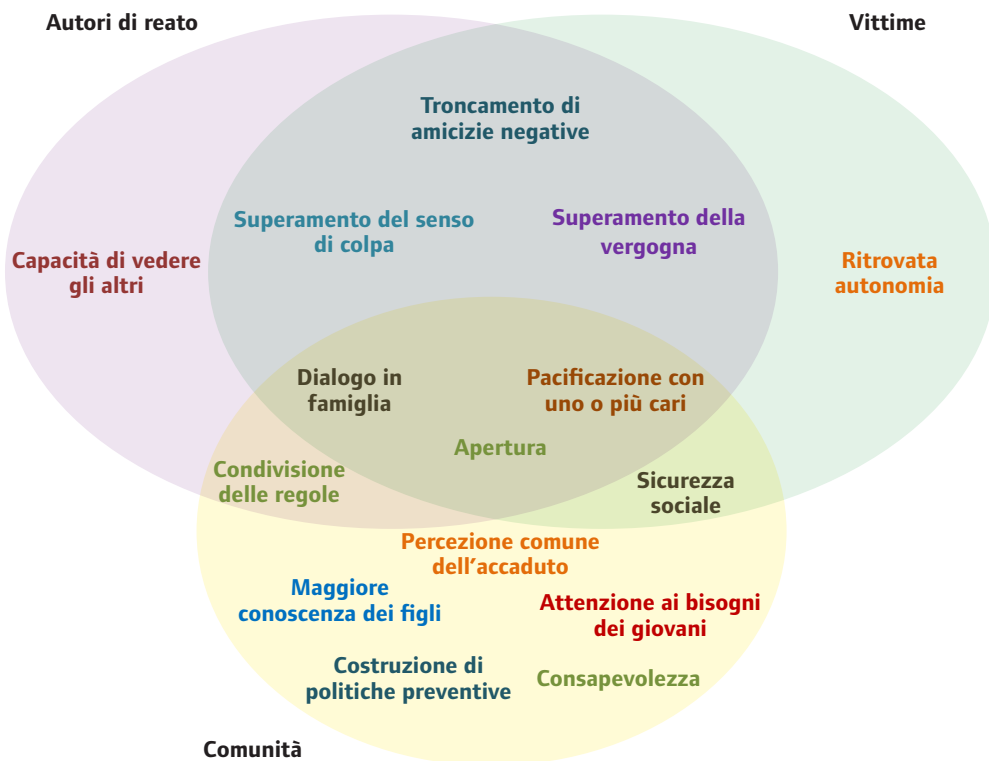 Autori di reato
Vittime
Troncamento di
amicizie negative
Superamento del senso
di colpa
Superamento della
vergogna
Capacità di vedere
gli altri
Ritrovata
autonomia
Dialogo in
famiglia
Pacificazione con
uno o più cari
Apertura
Condivisione
delle regole
Sicurezza
sociale
Percezione comune
dell’accaduto
Maggiore
conoscenza dei figli
Attenzione ai bisogni
dei giovani
Costruzione di
politiche preventive
Consapevolezza
Comunità